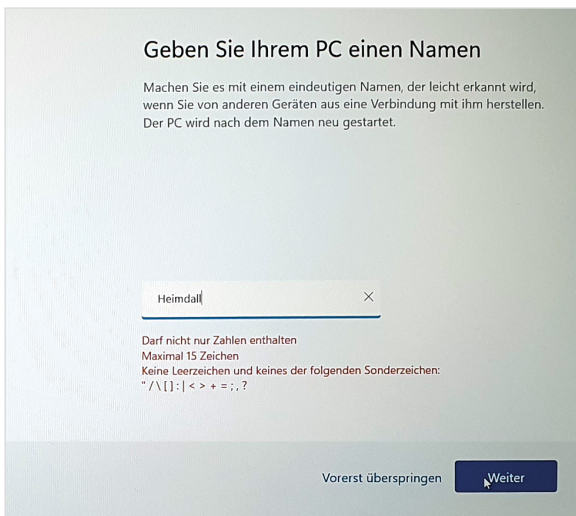 Geben Sie Ihrem PC einen Namen
Machen Sie es mit einem eindeutigen Namen, der leicht erkannt wird,
wenn Sie von anderen Geräten aus eine Verbindung mit ihm herstellen.
Der PC wird nach dem Namen neu gestartet.
Heimdall
Darf nicht nur Zahlen enthalten
Maximal 15 Zeichen
Keine Leerzeichen und keines der folgenden Sonderzeichen:
" / \ [ ] : | < > + = ; , ?
Vorerst überspringen
Weiter